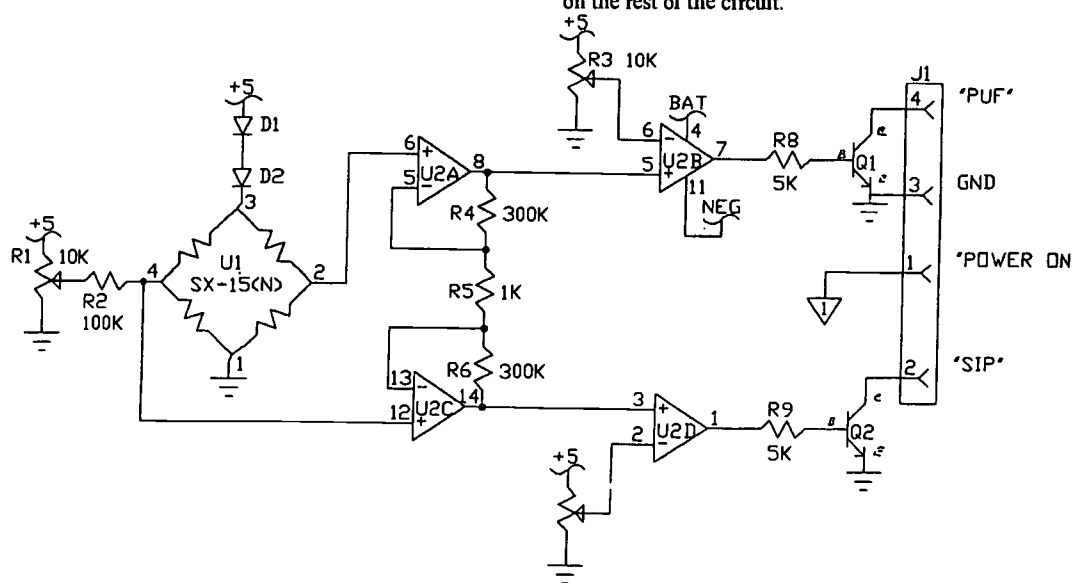 on the rest of the circuit.
+5
R3 10K
J1
+5
D1
D2
BAT
4
6
-
U2B
7
5
+
11
NEG
R8
5K
B
C
Q1
E
4
"PUF"
3
GND
6
+
U2A
8
5
-
R4
300K
3
U1
SX-15(N)
2
4
1
+5
R1
10K
R2
100K
R5
1K
1
"POWER ON
1
R6
300K
13
-
U2C
14
12
+
3
+
U2D
1
2
-
R9
5K
B
C
Q2
E
2
"SIP"
+5